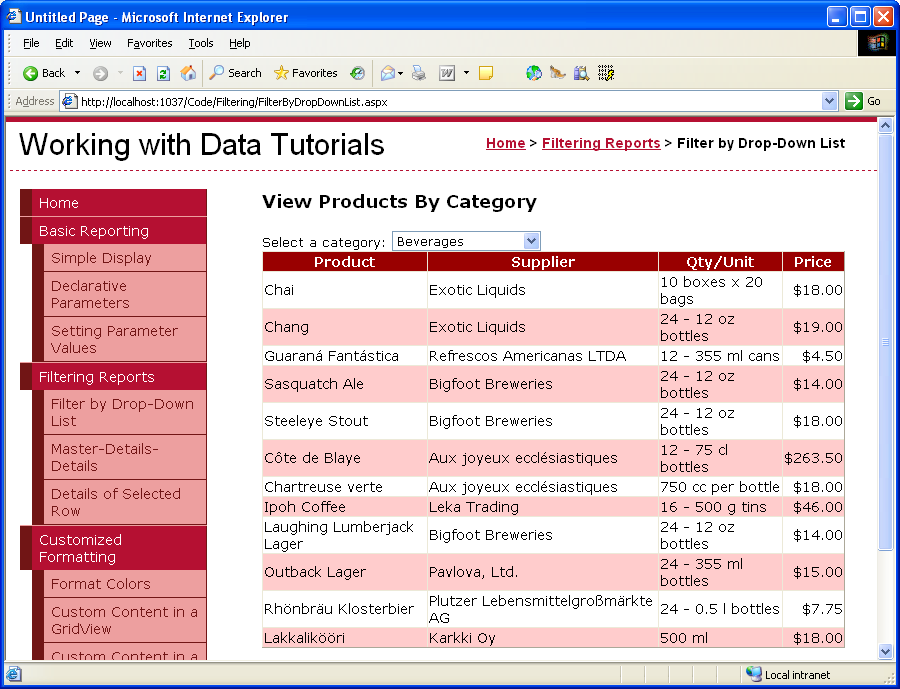 Untitled Page - Microsoft Internet Explorer
File Edit View Favorites Tools Help
Back Search Favorites
Address http://localhost:1037/Code/Filtering/FilterByDropDownList.aspx Go
Working with Data Tutorials
Home > Filtering Reports > Filter by Drop-Down List
Home
Basic Reporting
Simple Display
Declarative
Parameters
Setting Parameter
Values
Filtering Reports
Filter by Drop-Down
List
Master-Details-
Details
Details of Selected
Row
Customized
Formatting
Format Colors
Custom Content in a
GridView
Custom Content in a
View Products By Category
Select a category: Beverages
Product Supplier Qty/Unit Price
Chai Exotic Liquids 10 boxes x 20
bags $18.00
Chang Exotic Liquids 24 - 12 oz
bottles $19.00
Guaraná Fantástica Refrescos Americanas LTDA 12 - 355 ml cans $4.50
Sasquatch Ale Bigfoot Breweries 24 - 12 oz
bottles $14.00
Steeleye Stout Bigfoot Breweries 24 - 12 oz
bottles $18.00
Côte de Blaye Aux joyeux ecclésiastiques 12 - 75 cl
bottles $263.50
Chartreuse verte Aux joyeux ecclésiastiques 750 cc per bottle $18.00
Ipoh Coffee Leka Trading 16 - 500 g tins $46.00
Laughing Lumberjack
Lager Bigfoot Breweries 24 - 12 oz
bottles $14.00
Outback Lager Pavlova, Ltd. 24 - 355 ml
bottles $15.00
Rhönbräu Klosterbier Plutzer Lebensmittelgroßmärkte
AG 24 - 0.5 l bottles $7.75
Lakkalikööri Karkki Oy 500 ml $18.00
Local intranet